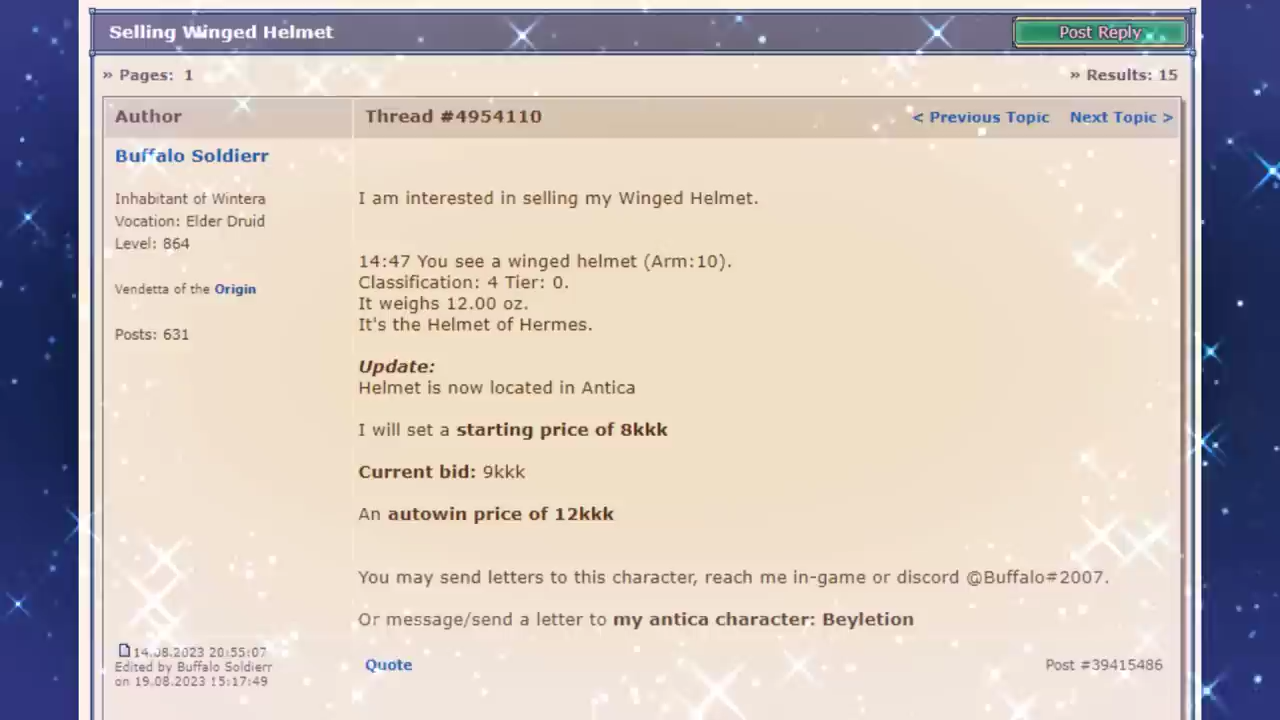 Selling Winged Helmet
Post Reply
» Pages: 1
» Results: 15
Author
Thread #4954110
< Previous Topic Next Topic >
Buffalo Soldierr
Inhabitant of Wintera
Vocation: Elder Druid
Level: 864
Vendetta of the Origin
Posts: 631
I am interested in selling my Winged Helmet.
14:47 You see a winged helmet (Arm:10).
Classification: 4 Tier: 0.
It weighs 12.00 oz.
It's the Helmet of Hermes.
Update:
Helmet is now located in Antica
I will set a starting price of 8kkk
Current bid: 9kkk
An autowin price of 12kkk
You may send letters to this character, reach me in-game or discord @Buffalo#2007.
Or message/send a letter to my antica character: Beyletion
14.08.2023 20:55:07
Edited by Buffalo Soldierr
on 19.08.2023 15:17:49
Quote
Post #39415486